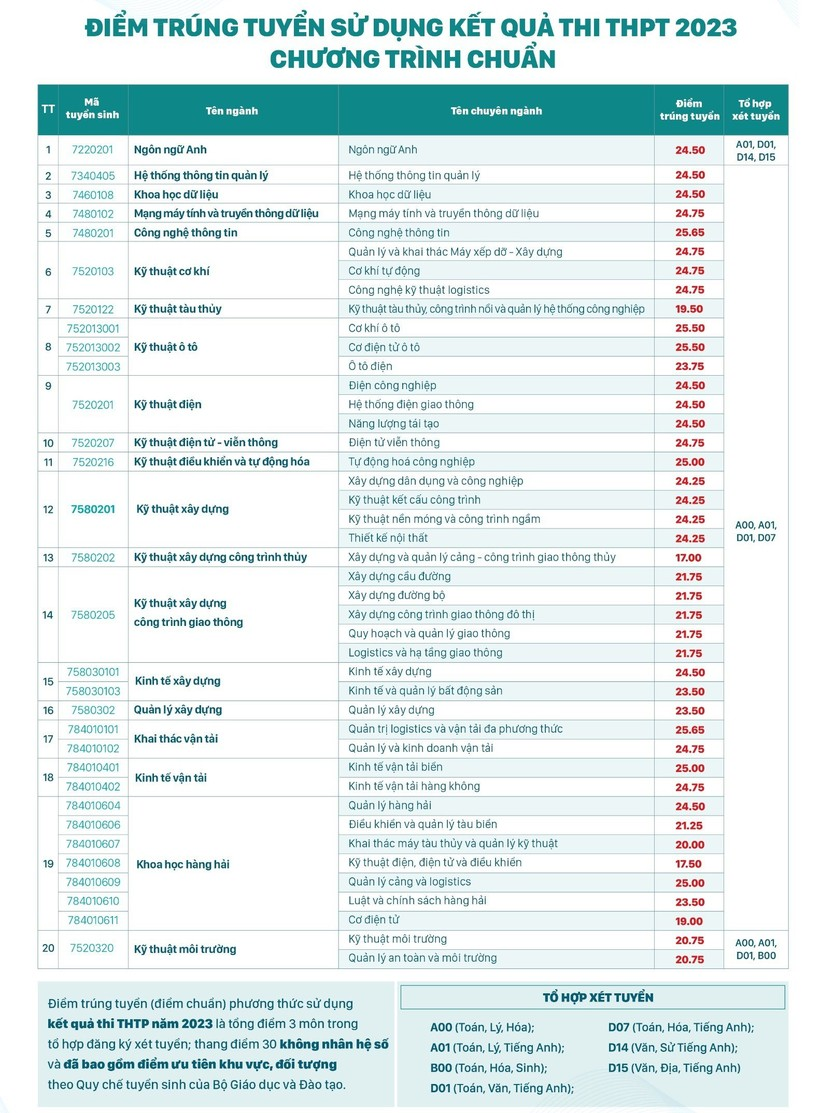 ĐIỂM TRÚNG TUYỂN SỬ DỤNG KẾT QUẢ THI THPT 2023
CHƯƠNG TRÌNH CHUẨN
TT Mã tuyển sinh Tên ngành Tên chuyên ngành Điểm trúng tuyển Tổ hợp xét tuyển
1 7220201 Ngôn ngữ Anh Ngôn ngữ Anh 24.50 A01, D01, D14, D15
2 7340405 Hệ thống thông tin quản lý Hệ thống thông tin quản lý 24.50
3 7460108 Khoa học dữ liệu Khoa học dữ liệu 24.50
4 7480102 Mạng máy tính và truyền thông dữ liệu Mạng máy tính và truyền thông dữ liệu 24.75
5 7480201 Công nghệ thông tin Công nghệ thông tin 25.65
Quản lý và khai thác Máy xếp dỡ - Xây dựng 24.75
6 7520103 Kỹ thuật cơ khí Cơ khí tự động 24.75
Công nghệ kỹ thuật logistics 24.75
7 7520122 Kỹ thuật tàu thủy Kỹ thuật tàu thủy, công trình nổi và quản lý hệ thống công nghiệp 19.50
752013001 Cơ khí ô tô 25.50
8 752013002 Kỹ thuật ô tô Cơ điện tử ô tô 25.50
752013003 Ô tô điện 23.75
9 Điện công nghiệp 24.50
7520201 Kỹ thuật điện Hệ thống điện giao thông 24.50
Năng lượng tái tạo 24.50
10 7520207 Kỹ thuật điện tử - viễn thông Điện tử viễn thông 24.75
11 7520216 Kỹ thuật điều khiển và tự động hóa Tự động hoá công nghiệp 25.00
Xây dựng dân dụng và công nghiệp 24.25
12 7580201 Kỹ thuật xây dựng Kỹ thuật kết cấu công trình 24.25
Kỹ thuật nền móng và công trình ngầm 24.25
Thiết kế nội thất 24.25
A00, A01, D01, D07
13 7580202 Kỹ thuật xây dựng công trình thủy Xây dựng và quản lý cảng - công trình giao thông thủy 17.00
Xây dựng cầu đường 21.75
Xây dựng đường bộ 21.75
14 7580205 Kỹ thuật xây dựng công trình giao thông Xây dựng công trình giao thông đô thị 21.75
Quy hoạch và quản lý giao thông 21.75
Logistics và hạ tầng giao thông 21.75
15 758030101 Kinh tế xây dựng Kinh tế xây dựng 24.50
758030103 Kinh tế và quản lý bất động sản 23.50
16 7580302 Quản lý xây dựng Quản lý xây dựng 23.50
17 784010101 Khai thác vận tải Quản trị logistics và vận tải đa phương thức 25.65
784010102 Quản lý và kinh doanh vận tải 24.75
18 784010401 Kinh tế vận tải Kinh tế vận tải biển 25.00
784010402 Kinh tế vận tải hàng không 24.75
784010604 Quản lý hàng hải 24.50
784010606 Điều khiển và quản lý tàu biển 21.25
784010607 Khai thác máy tàu thủy và quản lý kỹ thuật 20.00
19 784010608 Khoa học hàng hải Kỹ thuật điện, điện tử và điều khiển 17.50
784010609 Quản lý cảng và logistics 25.00
784010610 Luật và chính sách hàng hải 23.50
784010611 Cơ điện tử 19.00
20 7520320 Kỹ thuật môi trường Kỹ thuật môi trường 20.75 A00, A01, D01, B00
Quản lý an toàn và môi trường 20.75
Điểm trúng tuyển (điểm chuẩn) phương thức sử dụng
kết quả thi THTP năm 2023 là tổng điểm 3 môn trong
tổ hợp đăng ký xét tuyển; thang điểm 30 không nhân hệ số
và đã bao gồm điểm ưu tiên khu vực, đối tượng
theo Quy chế tuyển sinh của Bộ Giáo dục và Đào tạo.
TỔ HỢP XÉT TUYỂN
A00 (Toán, Lý, Hóa);
A01 (Toán, Lý, Tiếng Anh);
B00 (Toán, Hóa, Sinh);
D01 (Toán, Văn, Tiếng Anh);
D07 (Toán, Hóa, Tiếng Anh);
D14 (Văn, Sử Tiếng Anh);
D15 (Văn, Địa, Tiếng Anh)